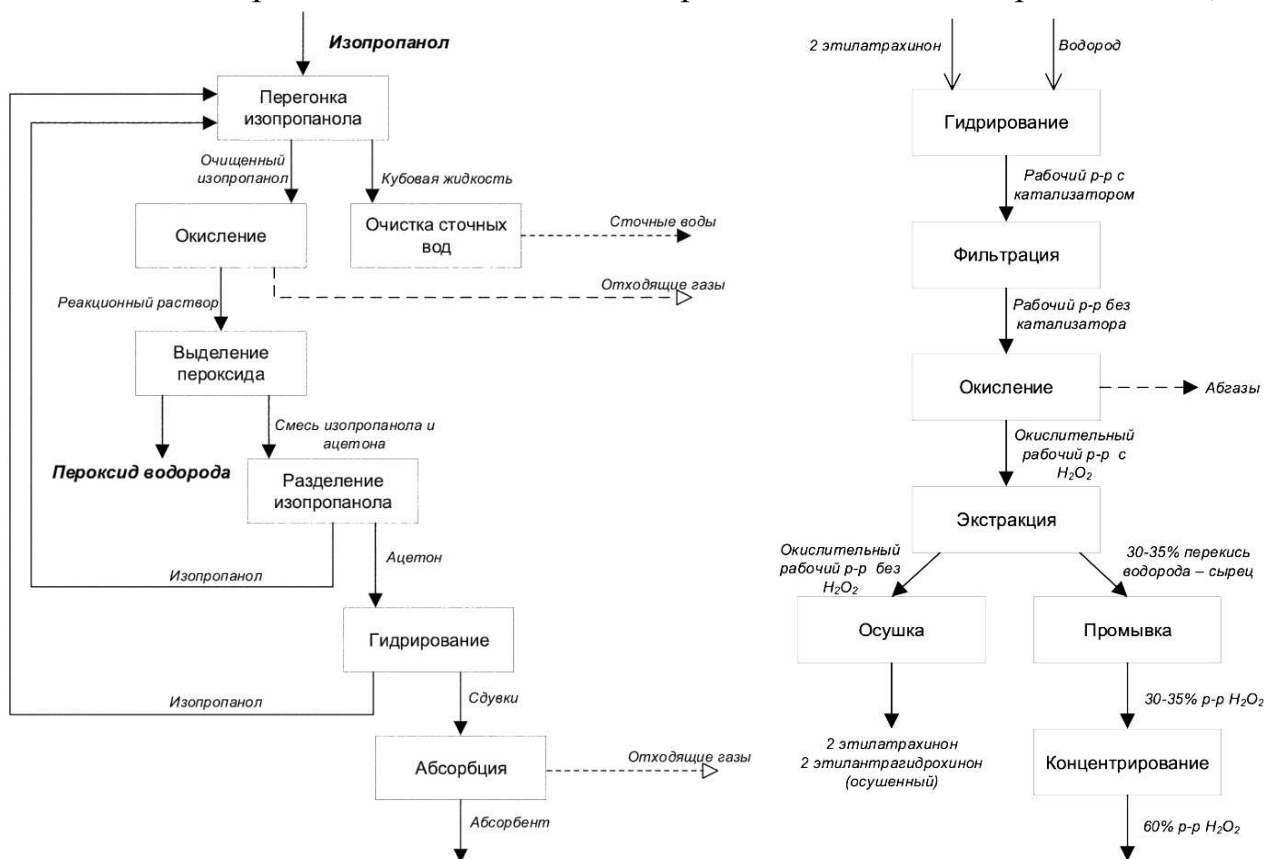 Изопропанол
Перегонка
изопропанола
Очищенный
изопропанол
Кубовая жидкость
Окисление
Очистка сточных
вод
Сточные воды
Отходящие газы
Реакционный раствор
Выделение
пероксида
Смесь изопропанола и
ацетона
Пероксид водорода
Разделение
изопропанола
Ацетон
Изопропанол
Гидрирование
Изопропанол
Сдувки
Абсорбция
Отходящие газы
Абсорбент
2 этилатрахинон
Водород
Гидрирование
Рабочий р-р с
катализатором
Фильтрация
Рабочий р-р без
катализатора
Окисление
Абгазы
Окислительный
рабочий р-р с
H₂O₂
Экстракция
Окислительный
рабочий р-р без
H₂O₂
30-35% перекись
водорода – сырец
Осушка
Промывка
30-35% р-р H₂O₂
2 этилатрахинон
2 этилантрагидрохинон
(осушенный)
Концентрирование
60% р-р H₂O₂